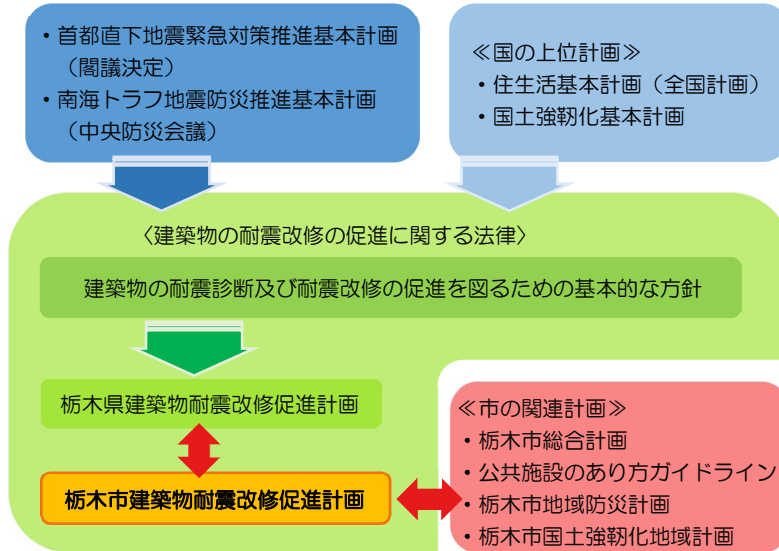 ・首都直下地震緊急対策推進基本計画
（閣議決定）
・南海トラフ地震防災推進基本計画
（中央防災会議）
≪国の上位計画≫
・住生活基本計画（全国計画）
・国土強靱化基本計画
〈建築物の耐震改修の促進に関する法律〉
建築物の耐震診断及び耐震改修の促進を図るための基本的な方針
栃木県建築物耐震改修促進計画
栃木市建築物耐震改修促進計画
≪市の関連計画≫
・栃木市総合計画
・公共施設のあり方ガイドライン
・栃木市地域防災計画
・栃木市国土強靱化地域計画